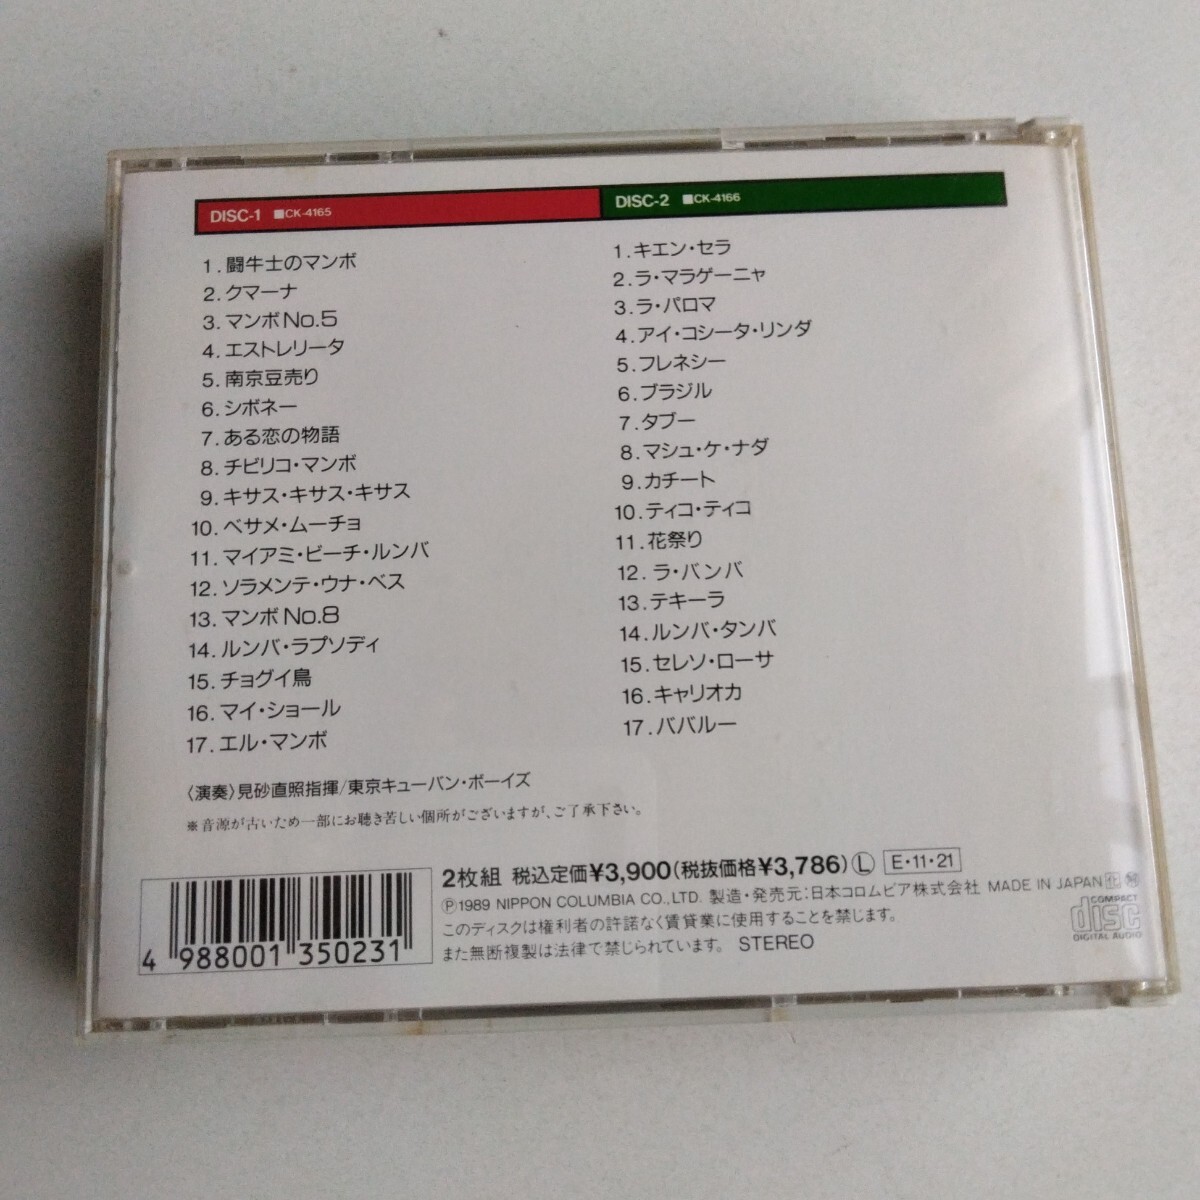 DISC-1 ■CK-4165
1.闘牛士のマンボ
2.クマーナ
3.マンボNo.5
4.エストレリータ
5.南京豆売り
6.シボネー
7.ある恋の物語
8.チビリコ・マンボ
9.キサス・キサス・キサス
10.ベサメ・ムーチョ
11.マイアミ・ビーチ・ルンバ
12.ソラメンテ・ウナ・ベス
13.マンボNo.8
14.ルンバ・ラプソディ
15.チョグイ鳥
16.マイ・ショール
17.エル・マンボ
DISC-2 ■CK-4166
1.キエン・セラ
2.ラ・マラゲーニャ
3.ラ・パロマ
4.アイ・コシータ・リンダ
5.フレネシー
6.ブラジル
7.タブー
8.マシュ・ケ・ナダ
9.カチート
10.ティコ・ティコ
11.花祭り
12.ラ・バンバ
13.テキーラ
14.ルンバ・タンバ
15.セレソ・ローサ
16.キャリオカ
17.ババルー
〈演奏〉見砂直照指揮/東京キューバン・ボーイズ
※音源が古いため一部にお聴き苦しい個所がございますが、ご了承下さい。
2枚組 税込定価¥3,900(税抜価格¥3,786)Ⓛ E・11・21
Ⓟ1989 NIPPON COLUMBIA CO.,LTD. 製造・発売元:日本コロムビア株式会社 MADE IN JAPAN
このディスクは権利者の許諾なく賃貸業に使用することを禁じます。
また無断複製は法律で禁じられています。 STEREO
COMPACT
disc
DIGITAL AUDIO
4 988001 350231